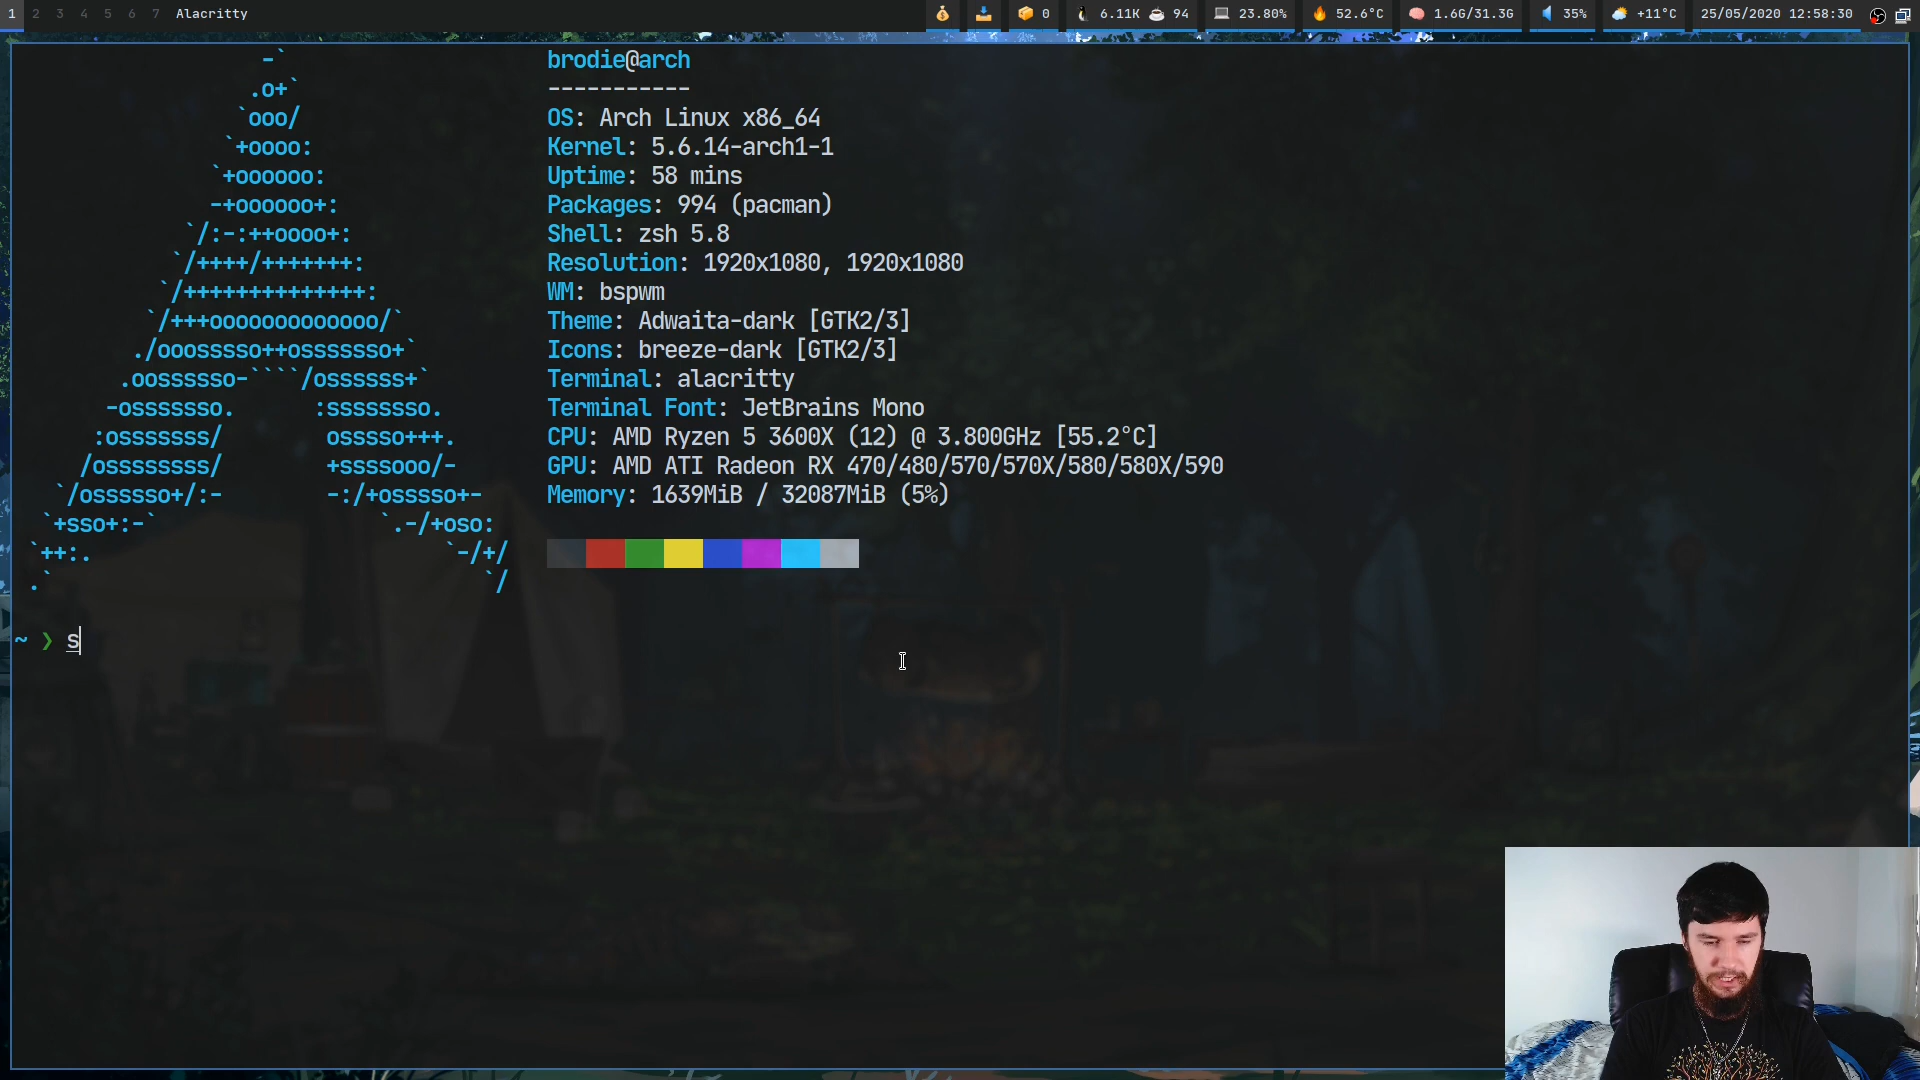 1 2 3 4 5 6 7 Alacritty 0 6.11K 94 23.80% 52.6°C 1.6G/31.3G 35% +11°C 25/05/2020 12:58:30
brodie@arch
-----------
OS: Arch Linux x86_64
Kernel: 5.6.14-arch1-1
Uptime: 58 mins
Packages: 994 (pacman)
Shell: zsh 5.8
Resolution: 1920x1080, 1920x1080
WM: bspwm
Theme: Adwaita-dark [GTK2/3]
Icons: breeze-dark [GTK2/3]
Terminal: alacritty
Terminal Font: JetBrains Mono
CPU: AMD Ryzen 5 3600X (12) @ 3.800GHz [55.2°C]
GPU: AMD ATI Radeon RX 470/480/570/570X/580/580X/590
Memory: 1639MiB / 32087MiB (5%)
~ ❯ s